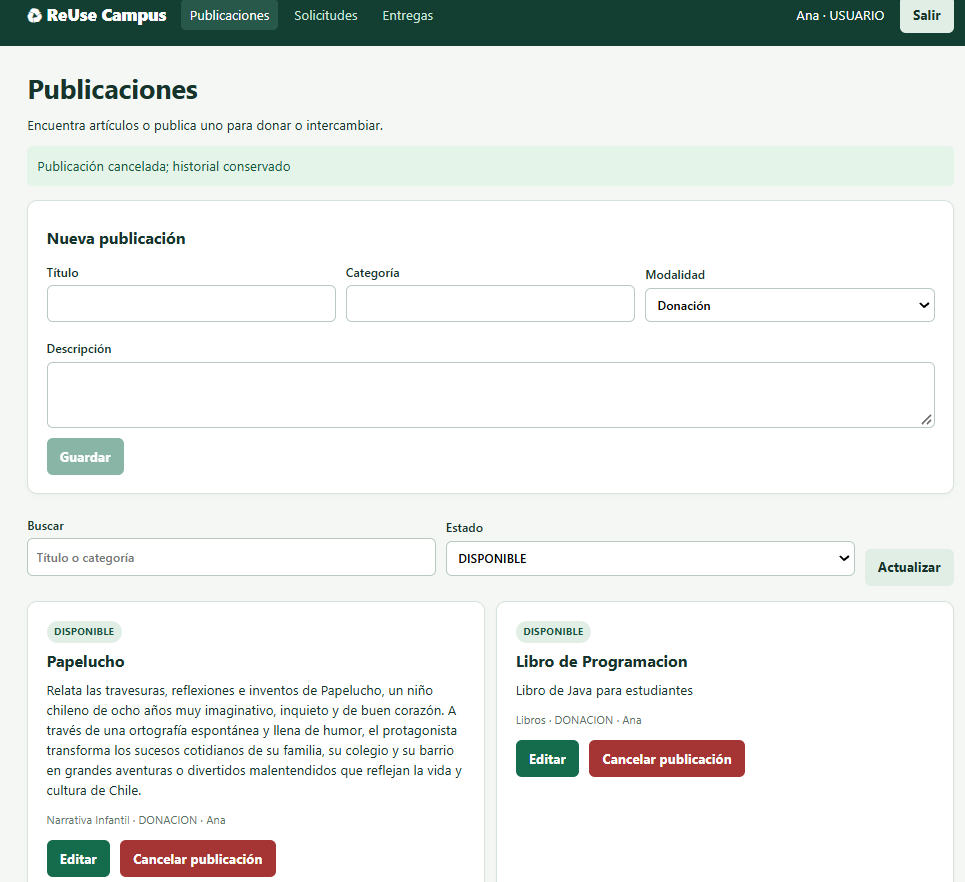 ReUse Campus Publicaciones Solicitudes Entregas Ana · USUARIO Salir
Publicaciones
Encuentra artículos o publica uno para donar o intercambiar.
Publicación cancelada; historial conservado
Nueva publicación
Título Categoría Modalidad
Donación
Descripción
Guardar
Buscar Estado
Título o categoría DISPONIBLE Actualizar
DISPONIBLE
Papelucho
Relata las travesuras, reflexiones e inventos de Papelucho, un niño
chileno de ocho años muy imaginativo, inquieto y de buen corazón. A
través de una ortografía espontánea y llena de humor, el protagonista
transforma los sucesos cotidianos de su familia, su colegio y su barrio
en grandes aventuras o divertidos malentendidos que reflejan la vida y
cultura de Chile.
Narrativa Infantil · DONACION · Ana
Editar Cancelar publicación
DISPONIBLE
Libro de Programacion
Libro de Java para estudiantes
Libros · DONACION · Ana
Editar Cancelar publicación